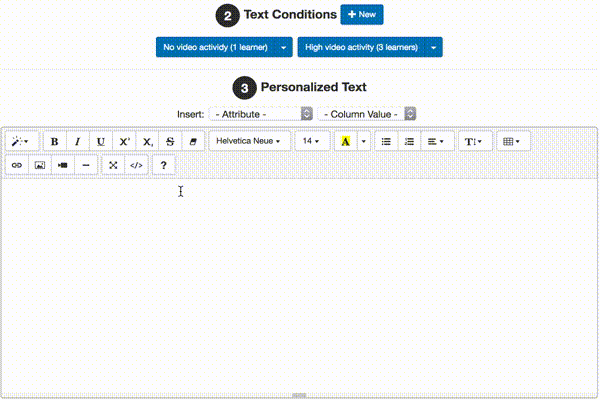 2 Text Conditions + New
No video actividy (1 learner) High video activity (3 learners)
3 Personalized Text
Insert: - Attribute - - Column Value -
B I U X² X₂ S Helvetica Neue 14 A T
</> ?